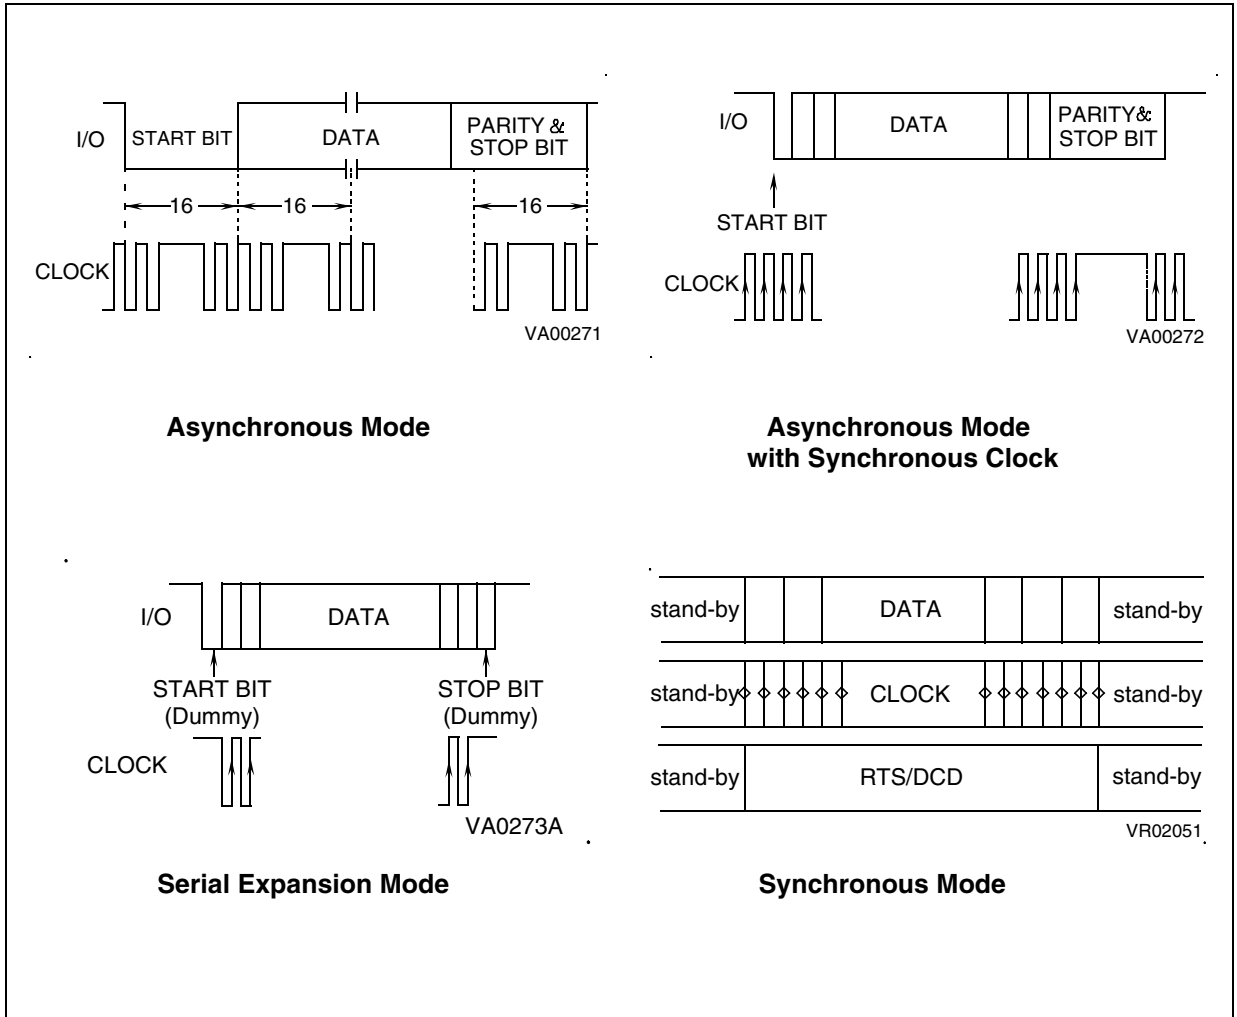 I/O
START BIT
DATA
PARITY &
STOP BIT
16
16
16
CLOCK
VA00271
Asynchronous Mode
I/O
DATA
PARITY&
STOP BIT
START BIT
CLOCK
VA00272
Asynchronous Mode
with Synchronous Clock
I/O
DATA
START BIT
(Dummy)
STOP BIT
(Dummy)
CLOCK
VA0273A
Serial Expansion Mode
stand-by
DATA
stand-by
stand-by
CLOCK
stand-by
stand-by
RTS/DCD
stand-by
VR02051
Synchronous Mode